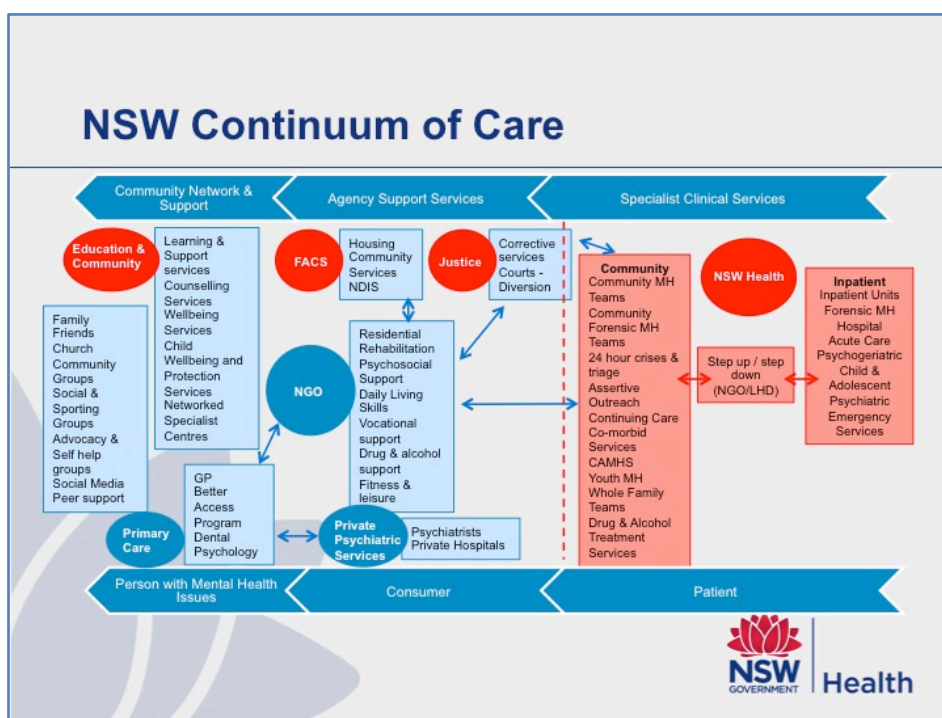 NSW Continuum of Care
Community Network &
Support
Agency Support Services
Specialist Clinical Services
Education &
Community
Learning &
Support
services
Counselling
Services
Wellbeing
Services
Child
Wellbeing and
Protection
Services
Networked
Specialist
Centres
Family
Friends
Church
Community
Groups
Social &
Sporting
Groups
Advocacy &
Self help
groups
Social Media
Peer support
Primary
Care
GP
Better
Access
Program
Dental
Psychology
FACS
Housing
Community
Services
NDIS
Justice
Corrective
services
Courts -
Diversion
NGO
Residential
Rehabilitation
Psychosocial
Support
Daily Living
Skills
Vocational
support
Drug & alcohol
support
Fitness &
leisure
Private
Psychiatric
Services
Psychiatrists
Private Hospitals
Community
Community MH
Teams
Community
Forensic MH
Teams
24 hour crises &
triage
Assertive
Outreach
Continuing Care
Co-morbid
Services
CAMHS
Youth MH
Whole Family
Teams
Drug & Alcohol
Treatment
Services
NSW Health
Step up / step
down
(NGO/LHD)
Inpatient
Inpatient Units
Forensic MH
Hospital
Acute Care
Psychogeriatric
Child &
Adolescent
Psychiatric
Emergency
Services
Person with Mental Health
Issues
Consumer
Patient
NSW
GOVERNMENT
Health